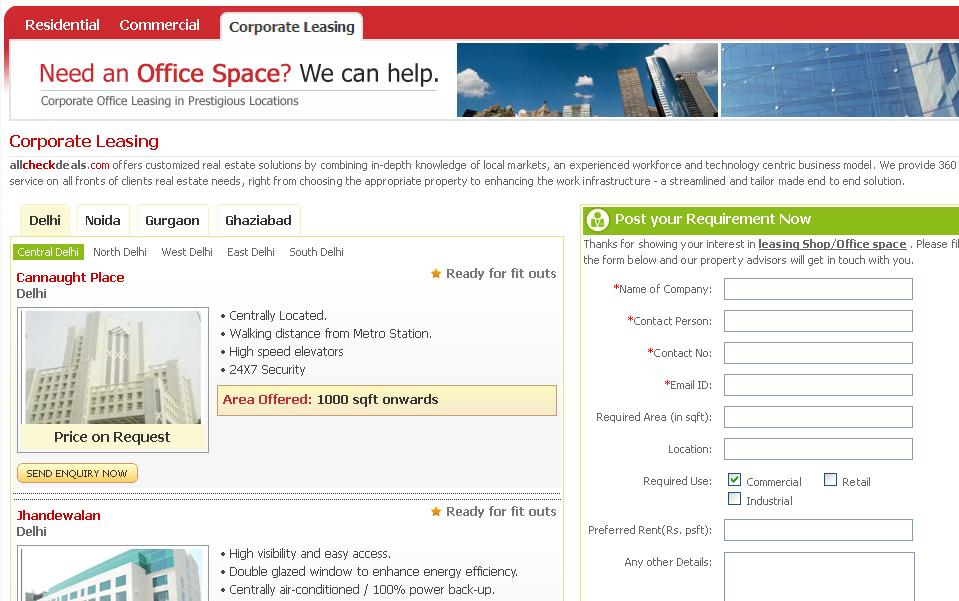 Residential Commercial Corporate Leasing
Need an Office Space? We can help.
Corporate Office Leasing in Prestigious Locations
Corporate Leasing
allcheckdeals.com offers customized real estate solutions by combining in-depth knowledge of local markets, an experienced workforce and technology centric business model. We provide 360
service on all fronts of clients real estate needs, right from choosing the appropriate property to enhancing the work infrastructure - a streamlined and tailor made end to end solution.
Delhi Noida Gurgaon Ghaziabad
Central Delhi North Delhi West Delhi East Delhi South Delhi
Cannaught Place
Ready for fit outs
Delhi
• Centrally Located.
• Walking distance from Metro Station.
• High speed elevators
• 24X7 Security
Area Offered: 1000 sqft onwards
Price on Request
SEND ENQUIRY NOW
Jhandewalan
Ready for fit outs
Delhi
• High visibility and easy access.
• Double glazed window to enhance energy efficiency.
• Centrally air-conditioned / 100% power back-up.
Post your Requirement Now
Thanks for showing your interest in leasing Shop/Office space . Please fil
the form below and our property advisors will get in touch with you.
*Name of Company:
*Contact Person:
*Contact No:
*Email ID:
Required Area (in sqft):
Location:
Required Use: Commercial Retail
Industrial
Preferred Rent(Rs. psft):
Any other Details: